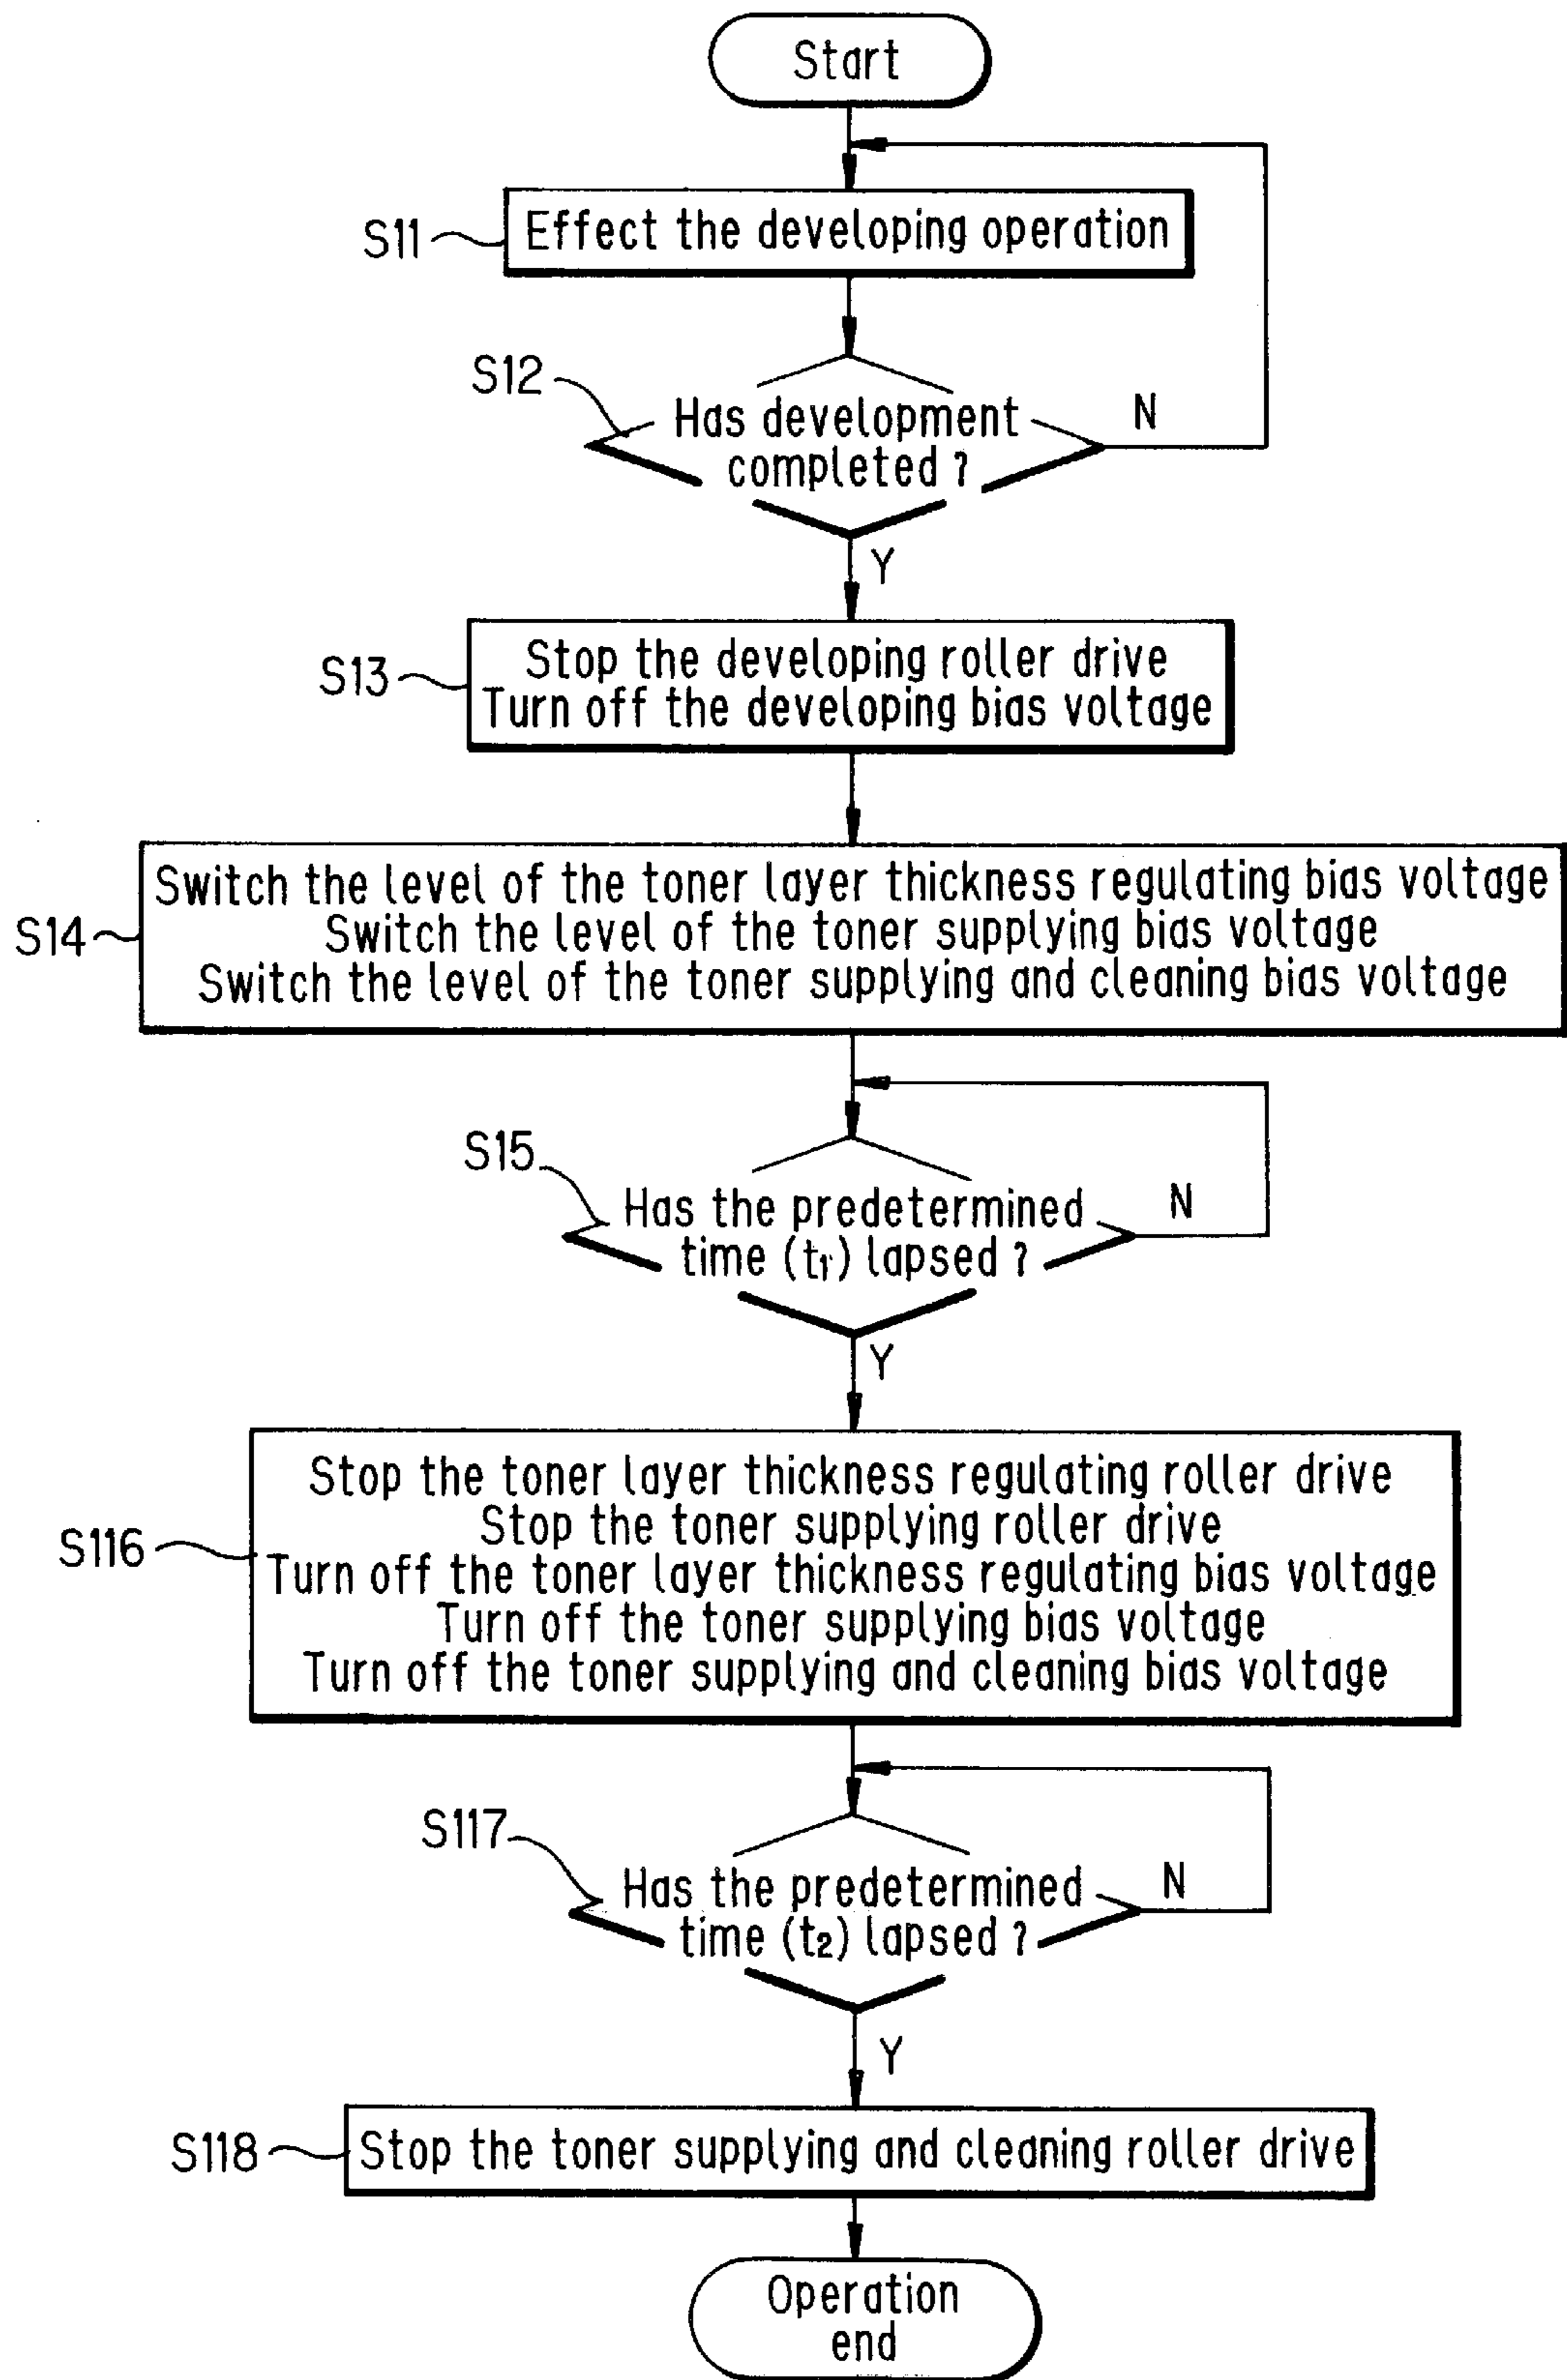 Start
S11
Effect the developing operation
S12
Has development
completed ?
N
Y
S13
Stop the developing roller drive
Turn off the developing bias voltage
S14
Switch the level of the toner layer thickness regulating bias voltage
Switch the level of the toner supplying bias voltage
Switch the level of the toner supplying and cleaning bias voltage
S15
Has the predetermined
time (t1) lapsed ?
N
Y
S116
Stop the toner layer thickness regulating roller drive
Stop the toner supplying roller drive
Turn off the toner layer thickness regulating bias voltage
Turn off the toner supplying bias voltage
Turn off the toner supplying and cleaning bias voltage
S117
Has the predetermined
time (t2) lapsed ?
N
Y
S118
Stop the toner supplying and cleaning roller drive
Operation
end